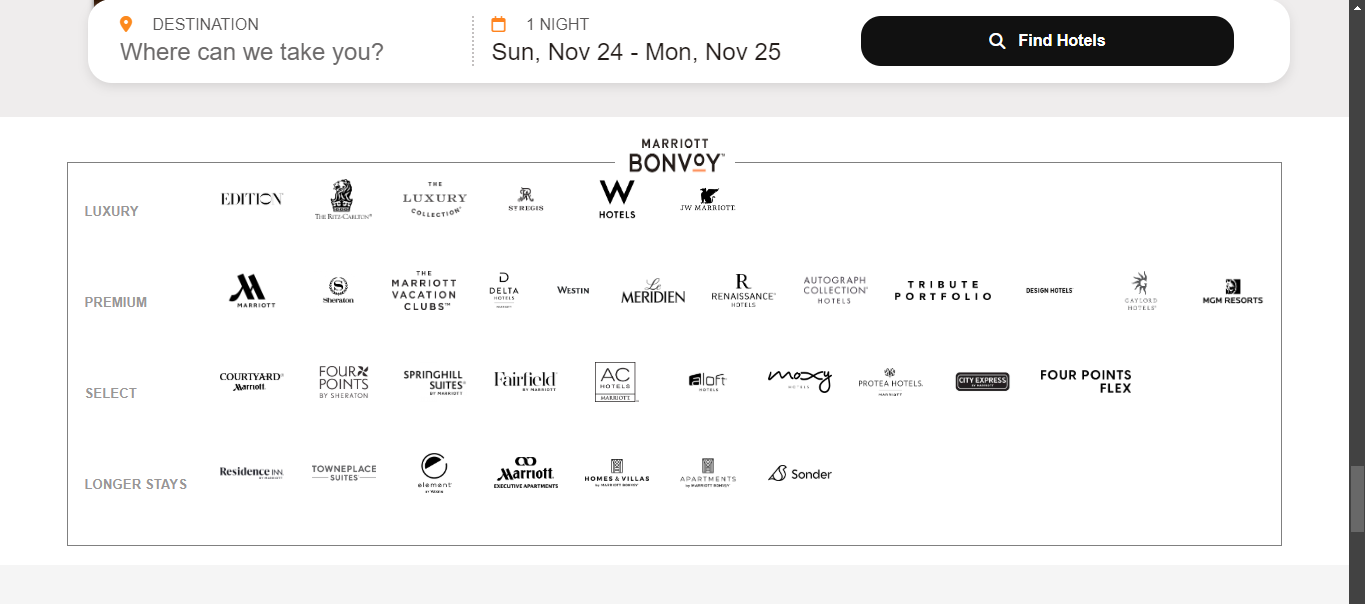 DESTINATION
Where can we take you?
1 NIGHT
Sun, Nov 24 - Mon, Nov 25
Find Hotels
MARRIOTT
BONVOY™
LUXURY
EDITION
THE RITZ-CARLTON®
THE
LUXURY
COLLECTION®
ST REGIS
W
HOTELS
JW MARRIOTT
PREMIUM
MARRIOTT
S
Sheraton
THE
MARRIOTT
VACATION
CLUBS℠
D
DELTA
HOTELS
MARRIOTT
WESTIN
Le
MERIDIEN
R
RENAISSANCE®
HOTELS
AUTOGRAPH
COLLECTION®
HOTELS
TRIBUTE
PORTFOLIO
DESIGN HOTELS
GAYLORD
HOTELS®
MGM RESORTS
SELECT
COURTYARD®
Marriott
FOUR
POINTS
BY SHERATON
SPRINGHILL
SUITES®
BY MARRIOTT
Fairfield
BY MARRIOTT
AC
HOTELS
MARRIOTT
aloft
HOTELS
moxy
HOTELS
PROTEA HOTELS.
MARRIOTT
CITY EXPRESS
BY MARRIOTT
FOUR POINTS
FLEX
LONGER STAYS
Residence INN.
BY MARRIOTT
TOWNEPLACE
SUITES®
element
BY WESTIN
Marriott
EXECUTIVE APARTMENTS
HOMES & VILLAS
by MARRIOTT BONVOY
APARTMENTS
by MARRIOTT BONVOY
Sonder